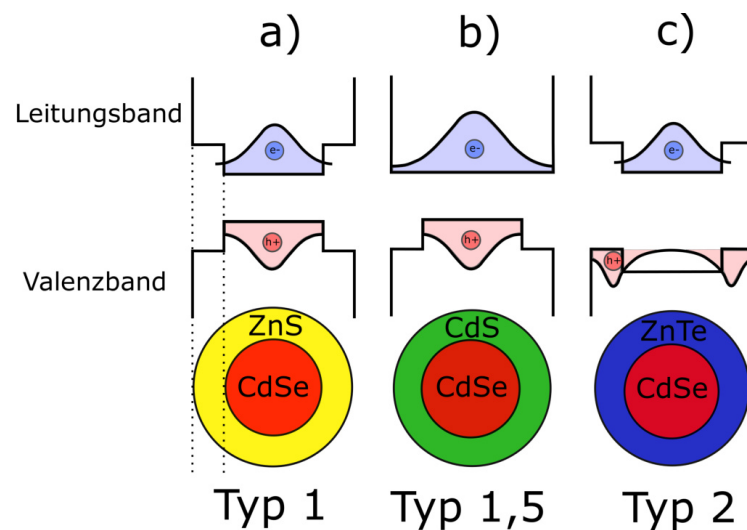 a) b) c)
Leitungsband
e- e- e-
h+ h+ h+
Valenzband
ZnS CdS ZnTe
CdSe CdSe CdSe
Typ 1 Typ 1,5 Typ 2